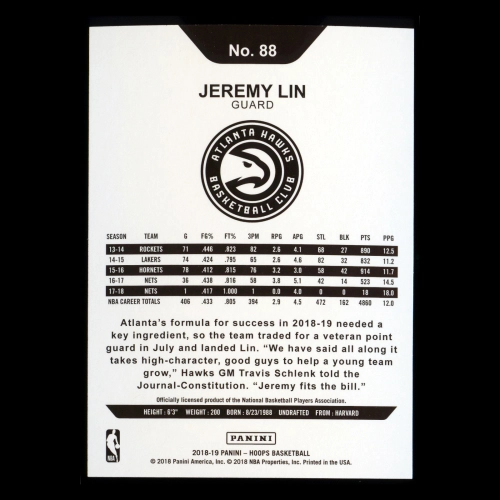 No. 88
JEREMY LIN
GUARD
ATLANTA HAWKS
BASKETBALL CLUB
SEASON TEAM G FG% FT% 3PM RPG APG STL BLK PTS PPG
13-14 ROCKETS 71 .446 .823 82 2.6 4.1 68 27 890 12.5
14-15 LAKERS 74 .424 .795 65 2.6 4.6 82 32 832 11.2
15-16 HORNETS 78 .412 .815 76 3.2 3.0 58 42 914 11.7
16-17 NETS 36 .438 .816 58 3.8 5.1 42 14 523 14.5
17-18 NETS 1 .417 1.000 1 0.0 4.0 0 0 18 18.0
NBA CAREER TOTALS 406 .433 .805 394 2.9 4.5 472 162 4860 12.0
Atlanta's formula for success in 2018-19 needed a
key ingredient, so the team traded for a veteran point
guard in July and landed Lin. “We have said all along it
takes high-character, good guys to help a young team
grow,” Hawks GM Travis Schlenk told the
Journal-Constitution. “Jeremy fits the bill.”
Officially licensed product of the National Basketball Players Association.
HEIGHT: 6'3" WEIGHT: 200 BORN: 8/23/1988 UNDRAFTED FROM: HARVARD
PANINI
NBA
2018-19 PANINI – HOOPS BASKETBALL
© 2018 Panini America, Inc. © 2018 NBA Properties, Inc. Printed in the USA.